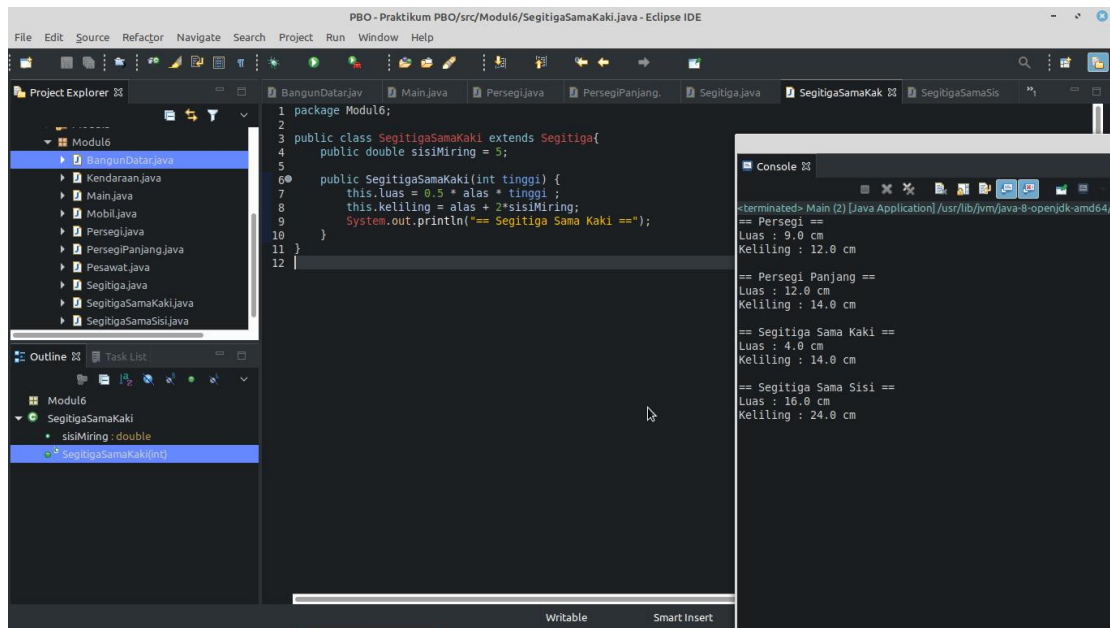 PBO - Praktikum PBO/src/Modul6/SegitigaSamaKaki.java - Eclipse IDE
File Edit Source Refactor Navigate Search Project Run Window Help
Project Explorer
Modul6
BangunDatar.java
Kendaraan.java
Main.java
Mobil.java
Persegi.java
PersegiPanjang.java
Pesawat.java
Segitiga.java
SegitigaSamaKaki.java
SegitigaSamaSisi.java
Outline Task List
Modul6
SegitigaSamaKaki
sisiMiring : double
SegitigaSamaKaki(int)
BangunDatar.jav Main.java Persegi.java PersegiPanjang. Segitiga.java SegitigaSamaKak SegitigaSamaSis »1
1 package Modul6;
2
3 public class SegitigaSamaKaki extends Segitiga{
4 public double sisiMiring = 5;
5
6 public SegitigaSamaKaki(int tinggi) {
7 this.luas = 0.5 * alas * tinggi ;
8 this.keliling = alas + 2*sisiMiring;
9 System.out.println("== Segitiga Sama Kaki ==");
10 }
11 }
12
Console
<terminated> Main (2) [Java Application] /usr/lib/jvm/java-8-openjdk-amd64/
== Persegi ==
Luas : 9.0 cm
Keliling : 12.0 cm
== Persegi Panjang ==
Luas : 12.0 cm
Keliling : 14.0 cm
== Segitiga Sama Kaki ==
Luas : 4.0 cm
Keliling : 14.0 cm
== Segitiga Sama Sisi ==
Luas : 16.0 cm
Keliling : 24.0 cm
Writable Smart Insert